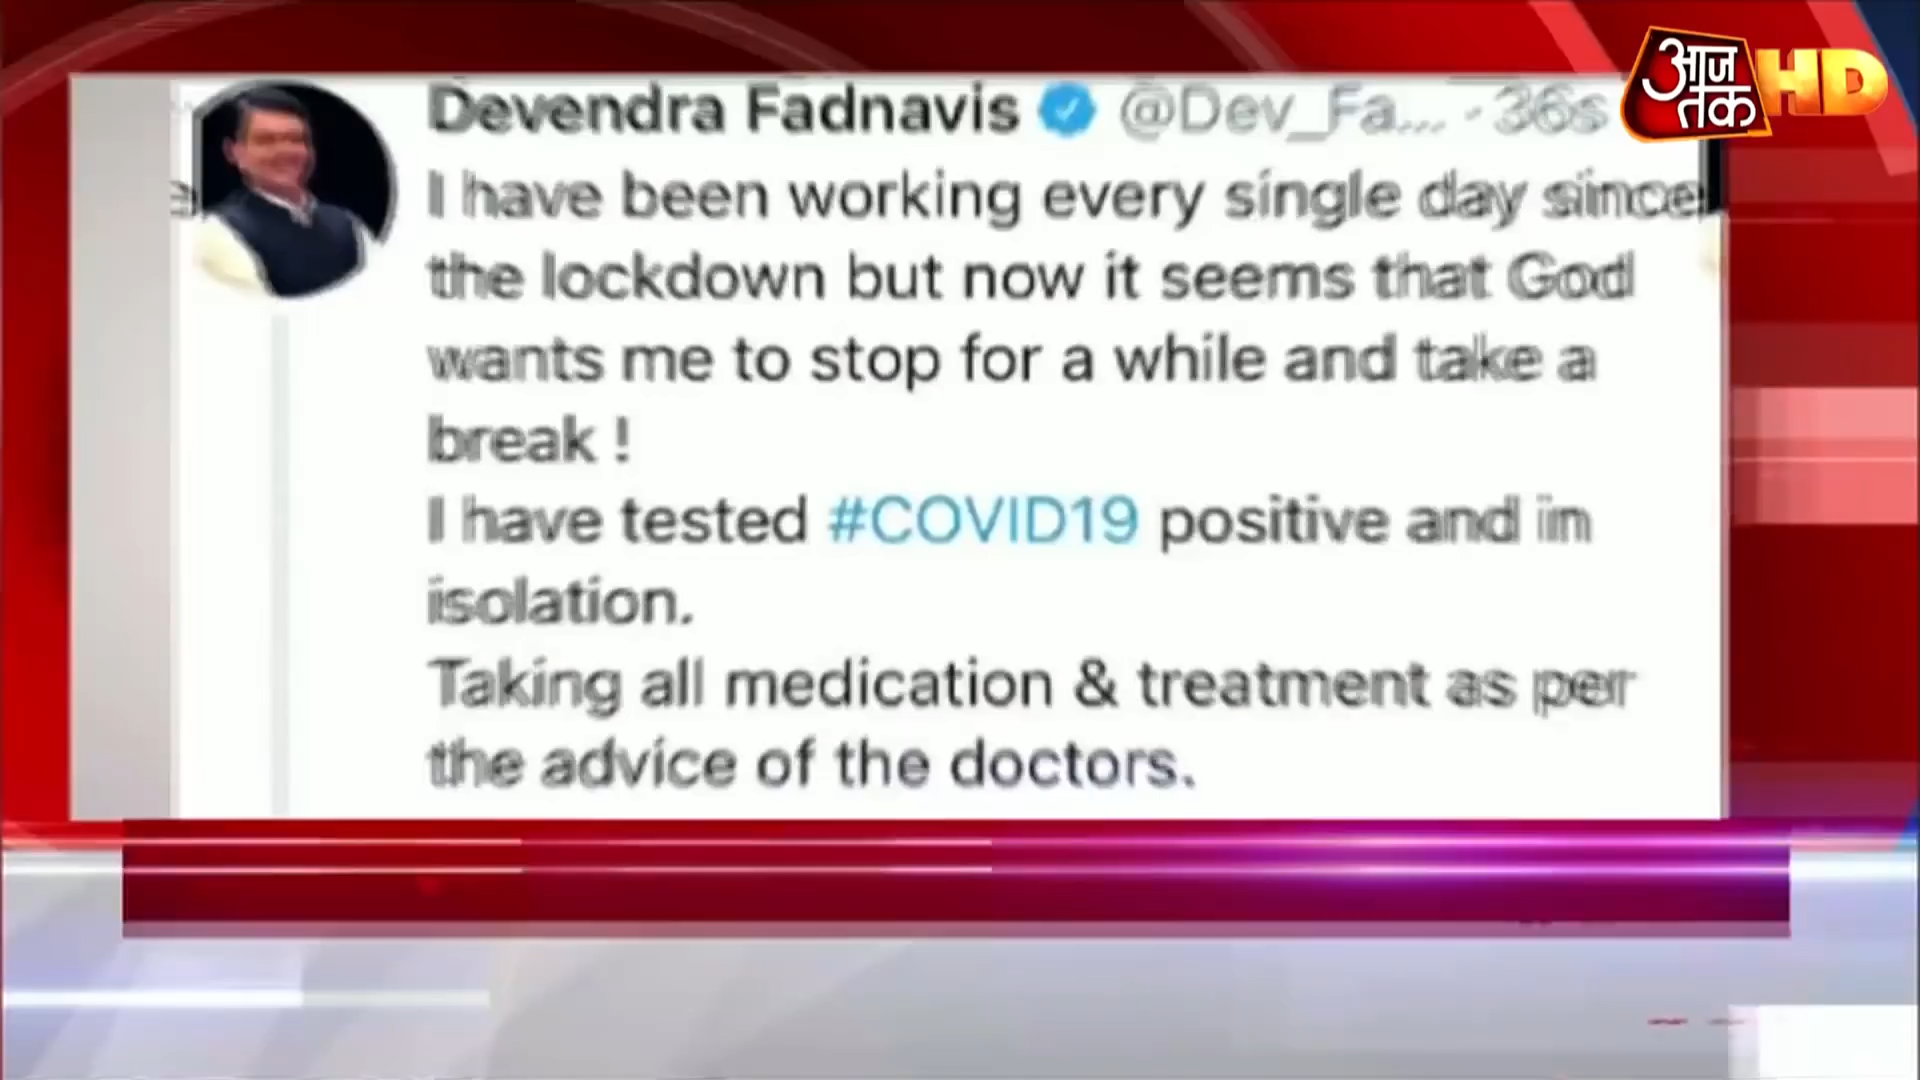 आज तक HD
Devendra Fadnavis @Dev_Fa... · 36s
I have been working every single day since
the lockdown but now it seems that God
wants me to stop for a while and take a
break !
I have tested #COVID19 positive and in
isolation.
Taking all medication & treatment as per
the advice of the doctors.